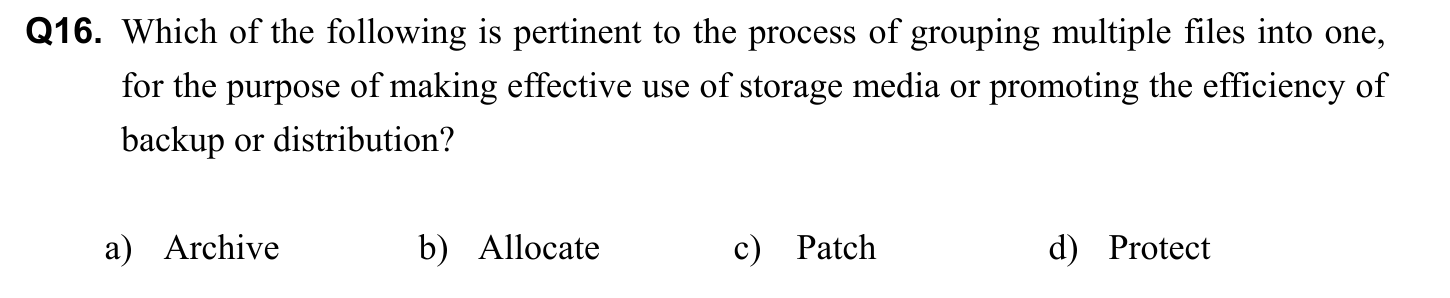 Q16. Which of the following is pertinent to the process of grouping multiple files into one,
for the purpose of making effective use of storage media or promoting the efficiency of
backup or distribution?
a) Archive b) Allocate c) Patch d) Protect